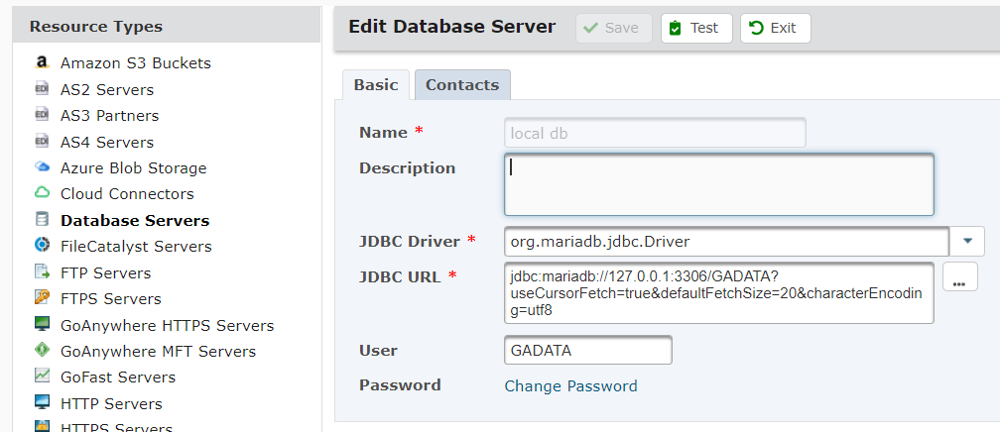 Resource Types
Amazon S3 Buckets
AS2 Servers
AS3 Partners
AS4 Servers
Azure Blob Storage
Cloud Connectors
Database Servers
FileCatalyst Servers
FTP Servers
FTPS Servers
GoAnywhere HTTPS Servers
GoAnywhere MFT Servers
GoFast Servers
HTTP Servers
HTTPS Servers
Edit Database Server Save Test Exit
Basic Contacts
Name * local db
Description
JDBC Driver * org.mariadb.jdbc.Driver
JDBC URL * jdbc:mariadb://127.0.0.1:3306/GADATA? ...
useCursorFetch=true&defaultFetchSize=20&characterEncodin
g=utf8
User GADATA
Password Change Password